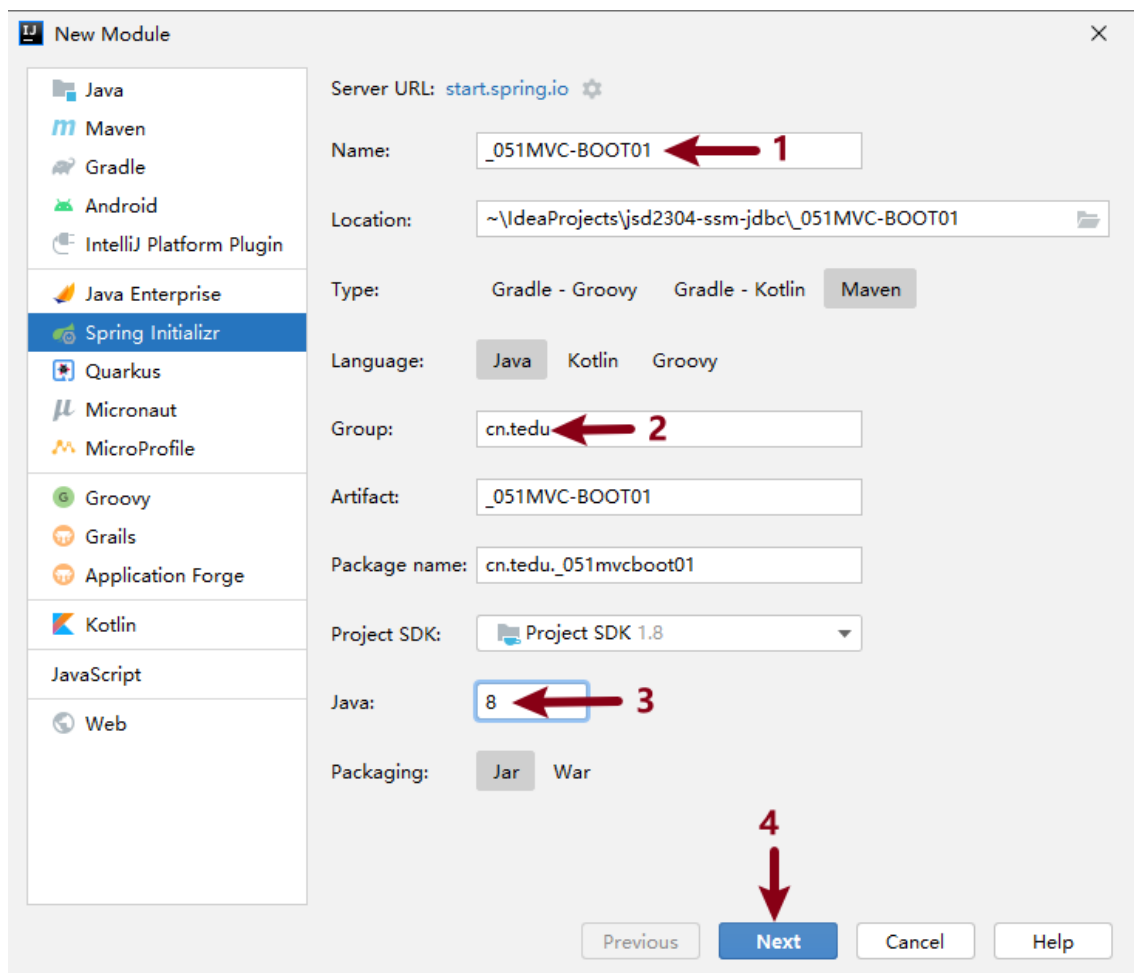 New Module
Java
Maven
Gradle
Android
IntelliJ Platform Plugin
Java Enterprise
Spring Initializr
Quarkus
Micronaut
MicroProfile
Groovy
Grails
Application Forge
Kotlin
JavaScript
Web
Server URL: start.spring.io
Name: _051MVC-BOOT01 1
Location: ~\IdeaProjects\jsd2304-ssm-jdbc\_051MVC-BOOT01
Type: Gradle - Groovy Gradle - Kotlin Maven
Language: Java Kotlin Groovy
Group: cn.tedu 2
Artifact: _051MVC-BOOT01
Package name: cn.tedu._051mvcboot01
Project SDK: Project SDK 1.8
Java: 8 3
Packaging: Jar War
4
Previous Next Cancel Help